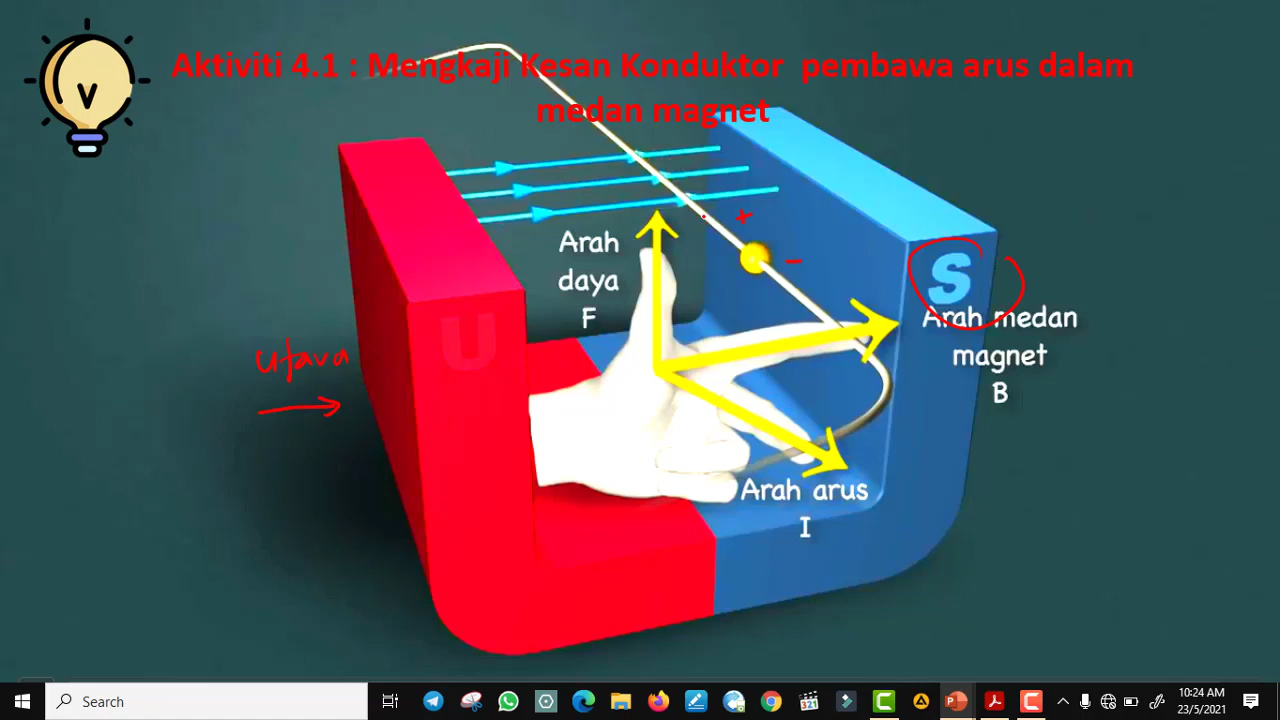 Aktiviti 4.1 : Mengkaji Kesan Konduktor pembawa arus dalam
medan magnet
V
+
-
Arah
daya
F
U
S
Utara
Arah medan
magnet
B
Arah arus
I
Search
321
10:24 AM
23/5/2021